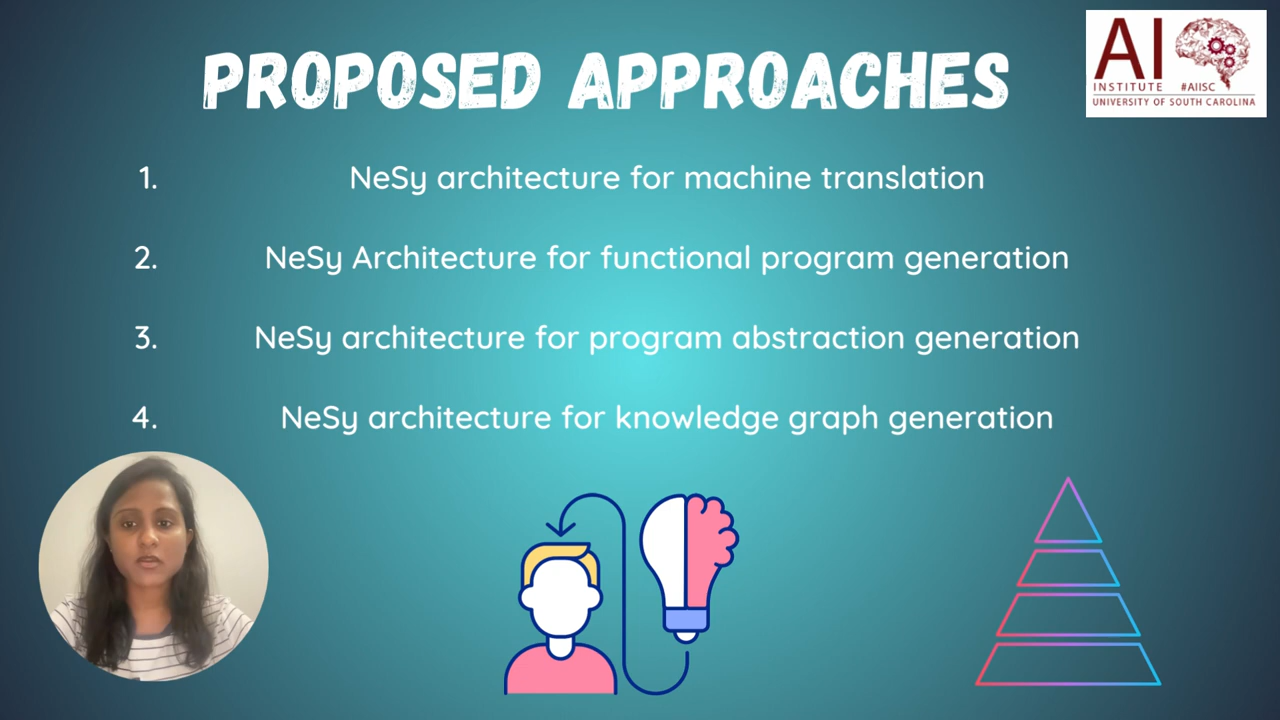 PROPOSED APPROACHES
AI
INSTITUTE #AIISC
UNIVERSITY OF SOUTH CAROLINA
1. NeSy architecture for machine translation
2. NeSy Architecture for functional program generation
3. NeSy architecture for program abstraction generation
4. NeSy architecture for knowledge graph generation